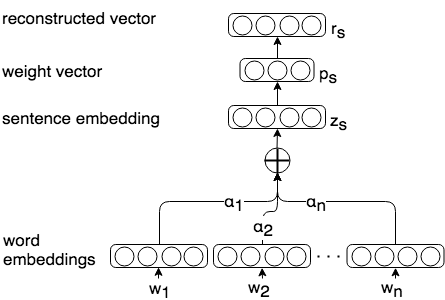 reconstructed vector
r_s
weight vector
p_s
sentence embedding
z_s
α_1
α_n
α_2
word
embeddings
. . .
w_1
w_2
w_n